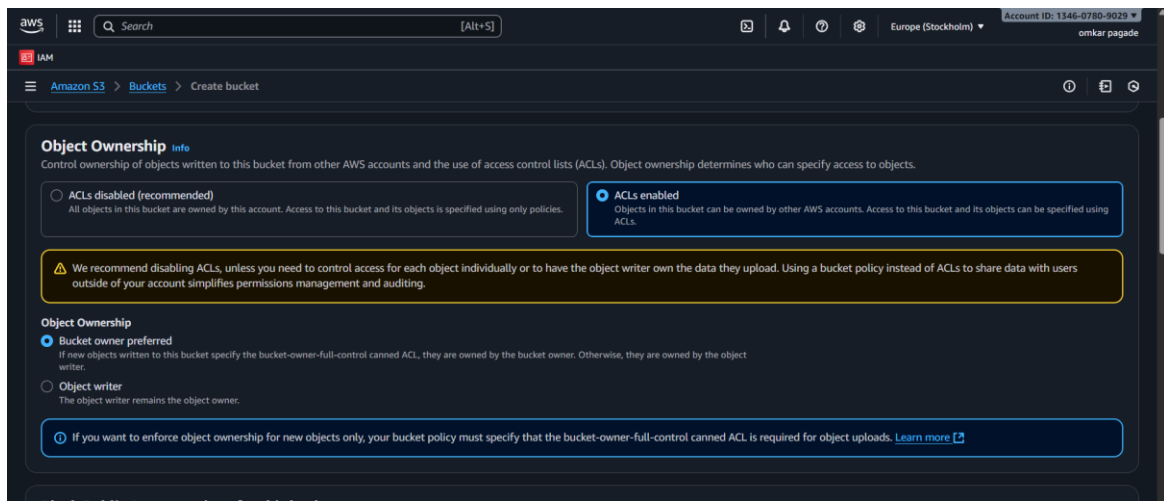 aws
Search
[Alt+S]
Europe (Stockholm)
Account ID: 1346-0780-9029
omkar pagade
IAM
Amazon S3 > Buckets > Create bucket
Object Ownership Info
Control ownership of objects written to this bucket from other AWS accounts and the use of access control lists (ACLs). Object ownership determines who can specify access to objects.
ACLs disabled (recommended)
All objects in this bucket are owned by this account. Access to this bucket and its objects is specified using only policies.
ACLs enabled
Objects in this bucket can be owned by other AWS accounts. Access to this bucket and its objects can be specified using
ACLs.
We recommend disabling ACLs, unless you need to control access for each object individually or to have the object writer own the data they upload. Using a bucket policy instead of ACLs to share data with users
outside of your account simplifies permissions management and auditing.
Object Ownership
Bucket owner preferred
If new objects written to this bucket specify the bucket-owner-full-control canned ACL, they are owned by the bucket owner. Otherwise, they are owned by the object
writer.
Object writer
The object writer remains the object owner.
If you want to enforce object ownership for new objects only, your bucket policy must specify that the bucket-owner-full-control canned ACL is required for object uploads. Learn more